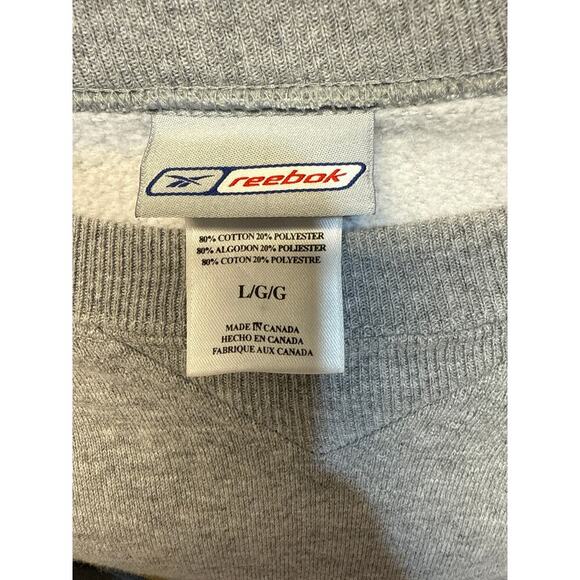 reebok
80% COTTON 20% POLYESTER
80% ALGODON 20% POLIESTER
80% COTON 20% POLYESTRE
L/G/G
MADE IN CANADA
HECHO EN CANADA
FABRIQUE AUX CANADA